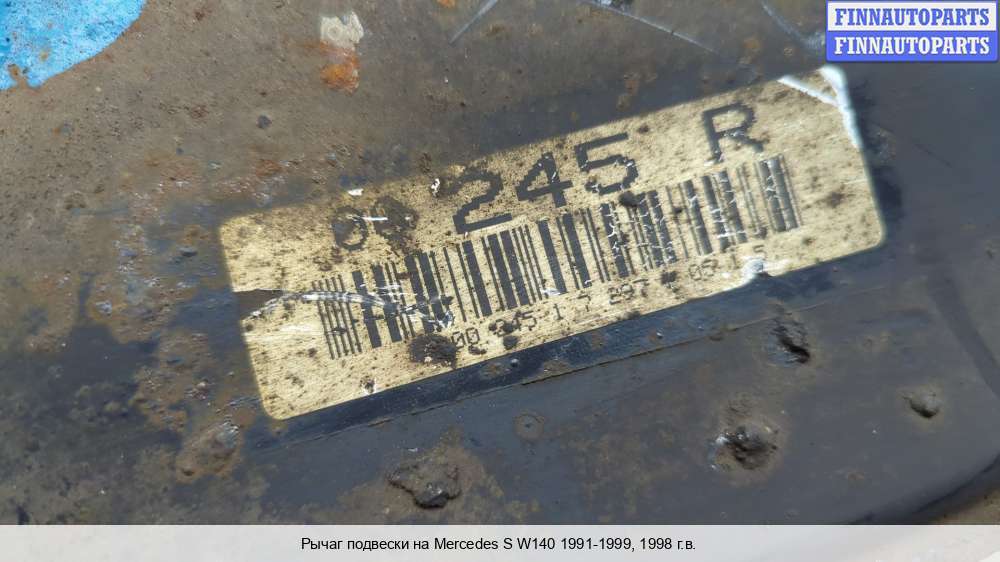 FINNAUTOPARTS
FINNAUTOPARTS
245 R
Рычаг подвески на Mercedes S W140 1991-1999, 1998 г.в.